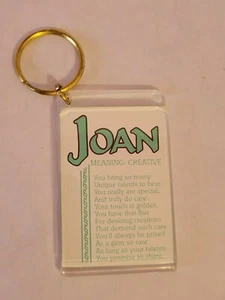 JOAN
MEANING: CREATIVE
You bring so many
Unique talents to bear.
You really are special,
And truly do care.
Your touch is golden,
You have that flair
For devising creations
That demand such care.
You'll always be prized
As a gem so rare
As long as your talents
You promise to share.